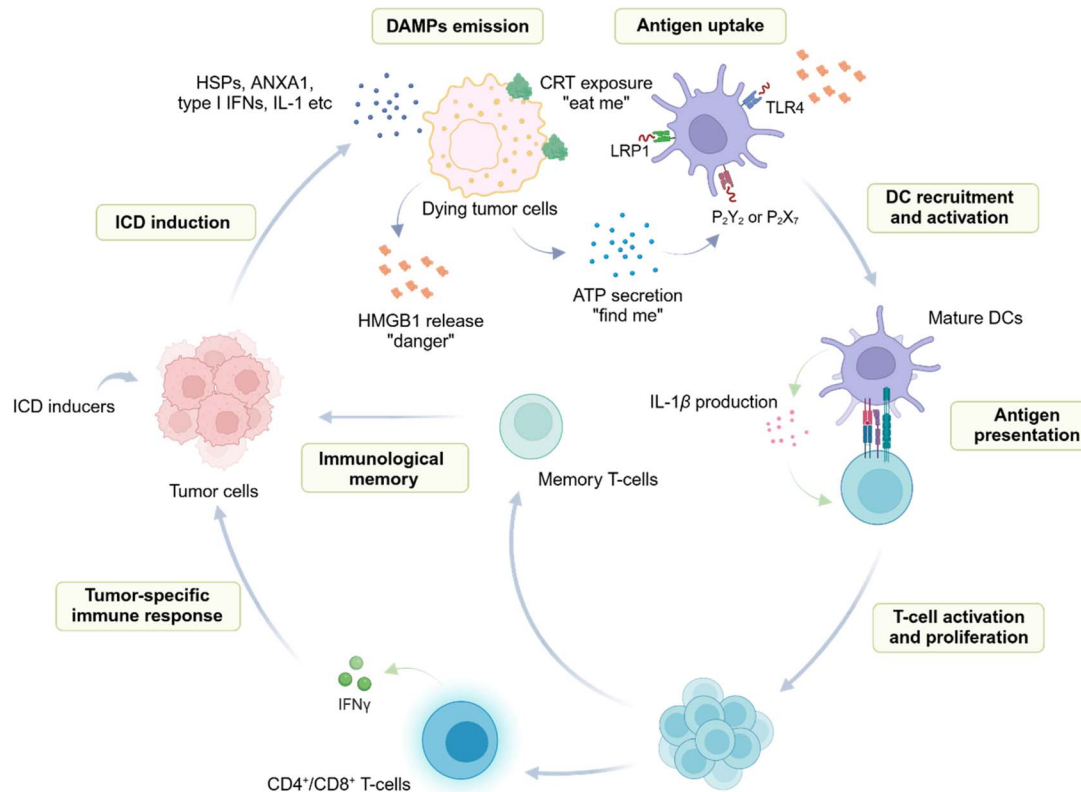 DAMPs emission
Antigen uptake
HSPs, ANXA1,
type I IFNs, IL-1 etc
CRT exposure
"eat me"
TLR4
LRP1
ICD induction
Dying tumor cells
P₂Y₂ or P₂X₇
DC recruitment
and activation
HMGB1 release
"danger"
ATP secretion
"find me"
Mature DCs
ICD inducers
IL-1β production
Antigen
presentation
Tumor cells
Immunological
memory
Memory T-cells
Tumor-specific
immune response
T-cell activation
and proliferation
IFNγ
CD4⁺/CD8⁺ T-cells